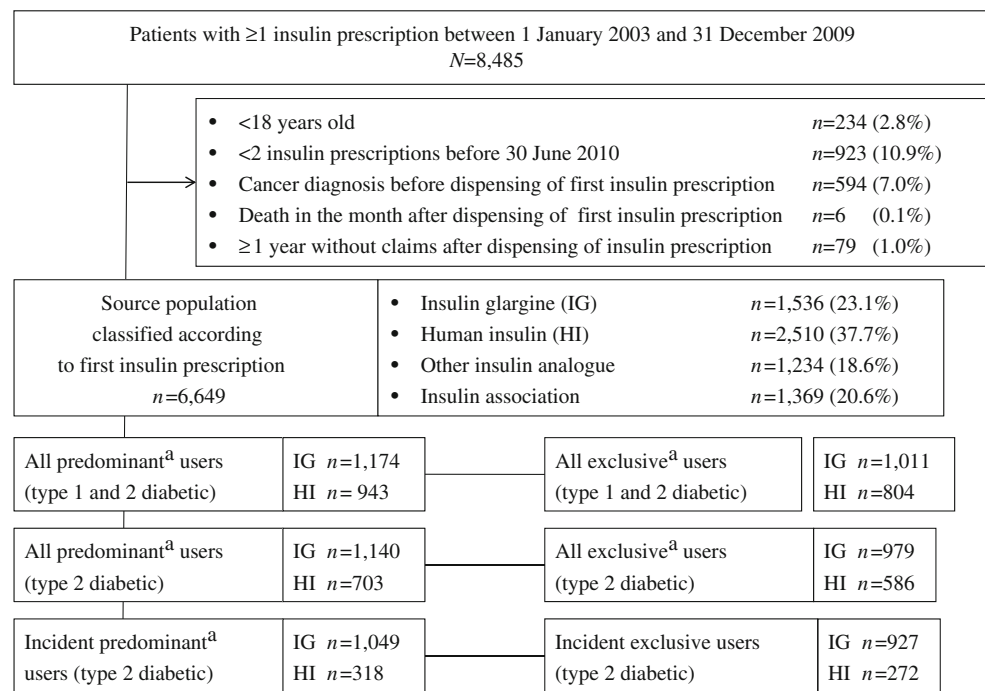 Patients with ≥1 insulin prescription between 1 January 2003 and 31 December 2009
N=8,485
• <18 years old n=234 (2.8%)
• <2 insulin prescriptions before 30 June 2010 n=923 (10.9%)
• Cancer diagnosis before dispensing of first insulin prescription n=594 (7.0%)
• Death in the month after dispensing of first insulin prescription n=6 (0.1%)
• ≥1 year without claims after dispensing of insulin prescription n=79 (1.0%)
Source population
classified according
to first insulin prescription
n=6,649
• Insulin glargine (IG) n=1,536 (23.1%)
• Human insulin (HI) n=2,510 (37.7%)
• Other insulin analogue n=1,234 (18.6%)
• Insulin association n=1,369 (20.6%)
All predominantᵃ users
(type 1 and 2 diabetic)
IG n=1,174
HI n= 943
All exclusiveᵃ users
(type 1 and 2 diabetic)
IG n=1,011
HI n=804
All predominantᵃ users
(type 2 diabetic)
IG n=1,140
HI n=703
All exclusiveᵃ users
(type 2 diabetic)
IG n=979
HI n=586
Incident predominantᵃ
users (type 2 diabetic)
IG n=1,049
HI n=318
Incident exclusive users
(type 2 diabetic)
IG n=927
HI n=272